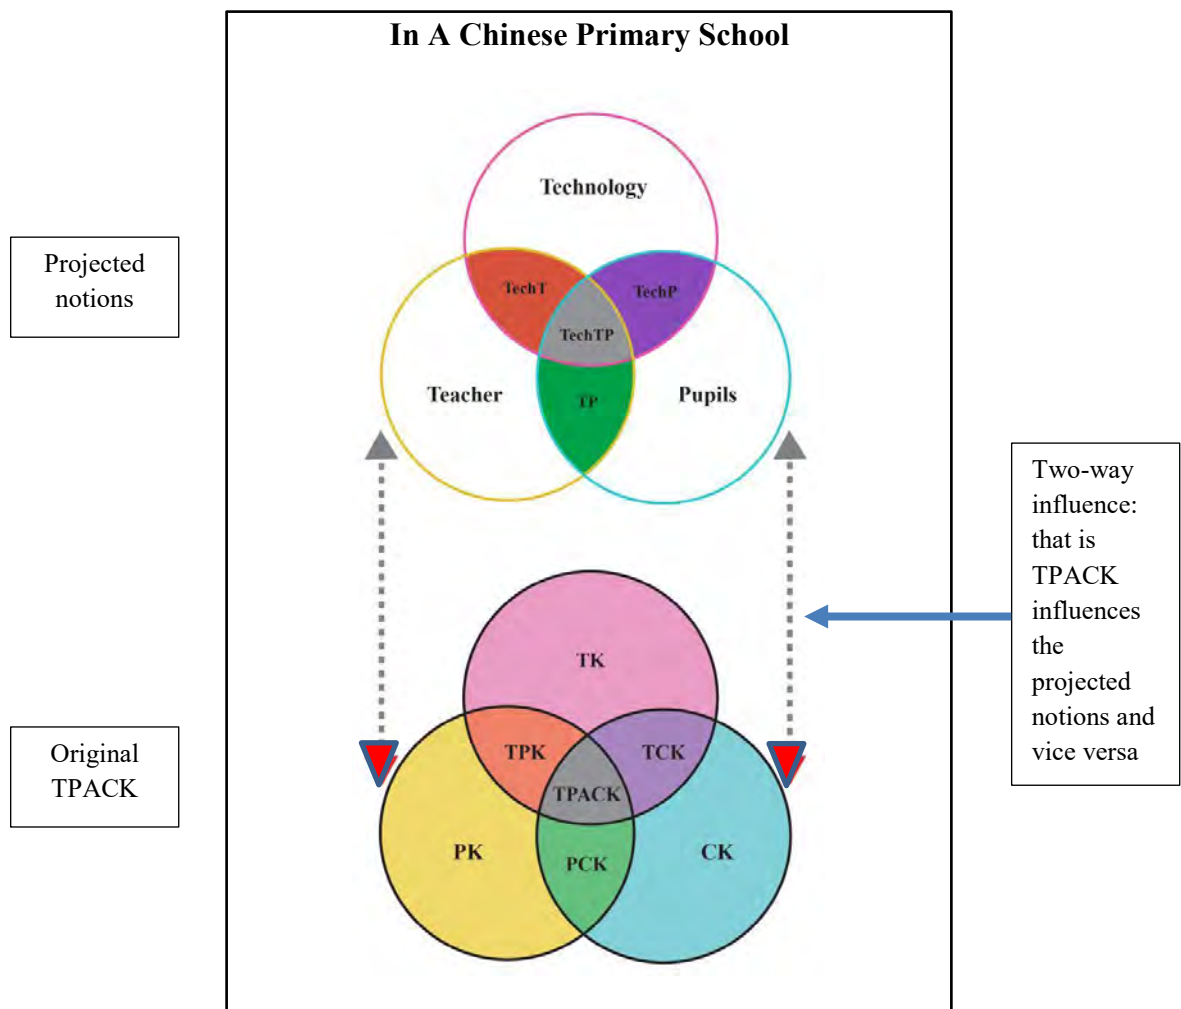 In A Chinese Primary School
Technology
Projected
notions
TechT
TechP
TechTP
Teacher
TP
Pupils
Two-way
influence:
that is
TPACK
influences
the
projected
notions and
vice versa
TK
Original
TPACK
TPK
TCK
TPACK
PK
PCK
CK